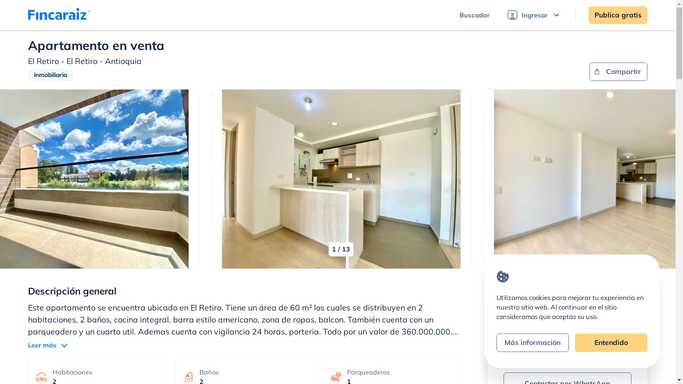 Fincaraiz
Buscador
Ingresar
Publica gratis
Apartamento en venta
El Retiro - El Retiro - Antioquia
Inmobiliaria
Compartir
1 / 13
Descripción general
Este apartamento se encuentra ubicado en El Retiro. Tiene un área de 60 m² los cuales se distribuyen en 2
habitaciones, 2 baños, cocina integral, barra estilo americano, zona de ropas, balcon. También cuenta con un
parqueadero y un cuarto util. Ademas cuenta con vigilancia 24 horas, porteria. Todo por un valor de 360.000.000....
Leer más
Habitaciones
2
Baños
2
Parqueaderos
1
Utilizamos cookies para mejorar tu experiencia en
nuestro sitio web. Al continuar en el sitio
consideramos que aceptas su uso.
Más información
Entendido
Contactar por WhatsApp